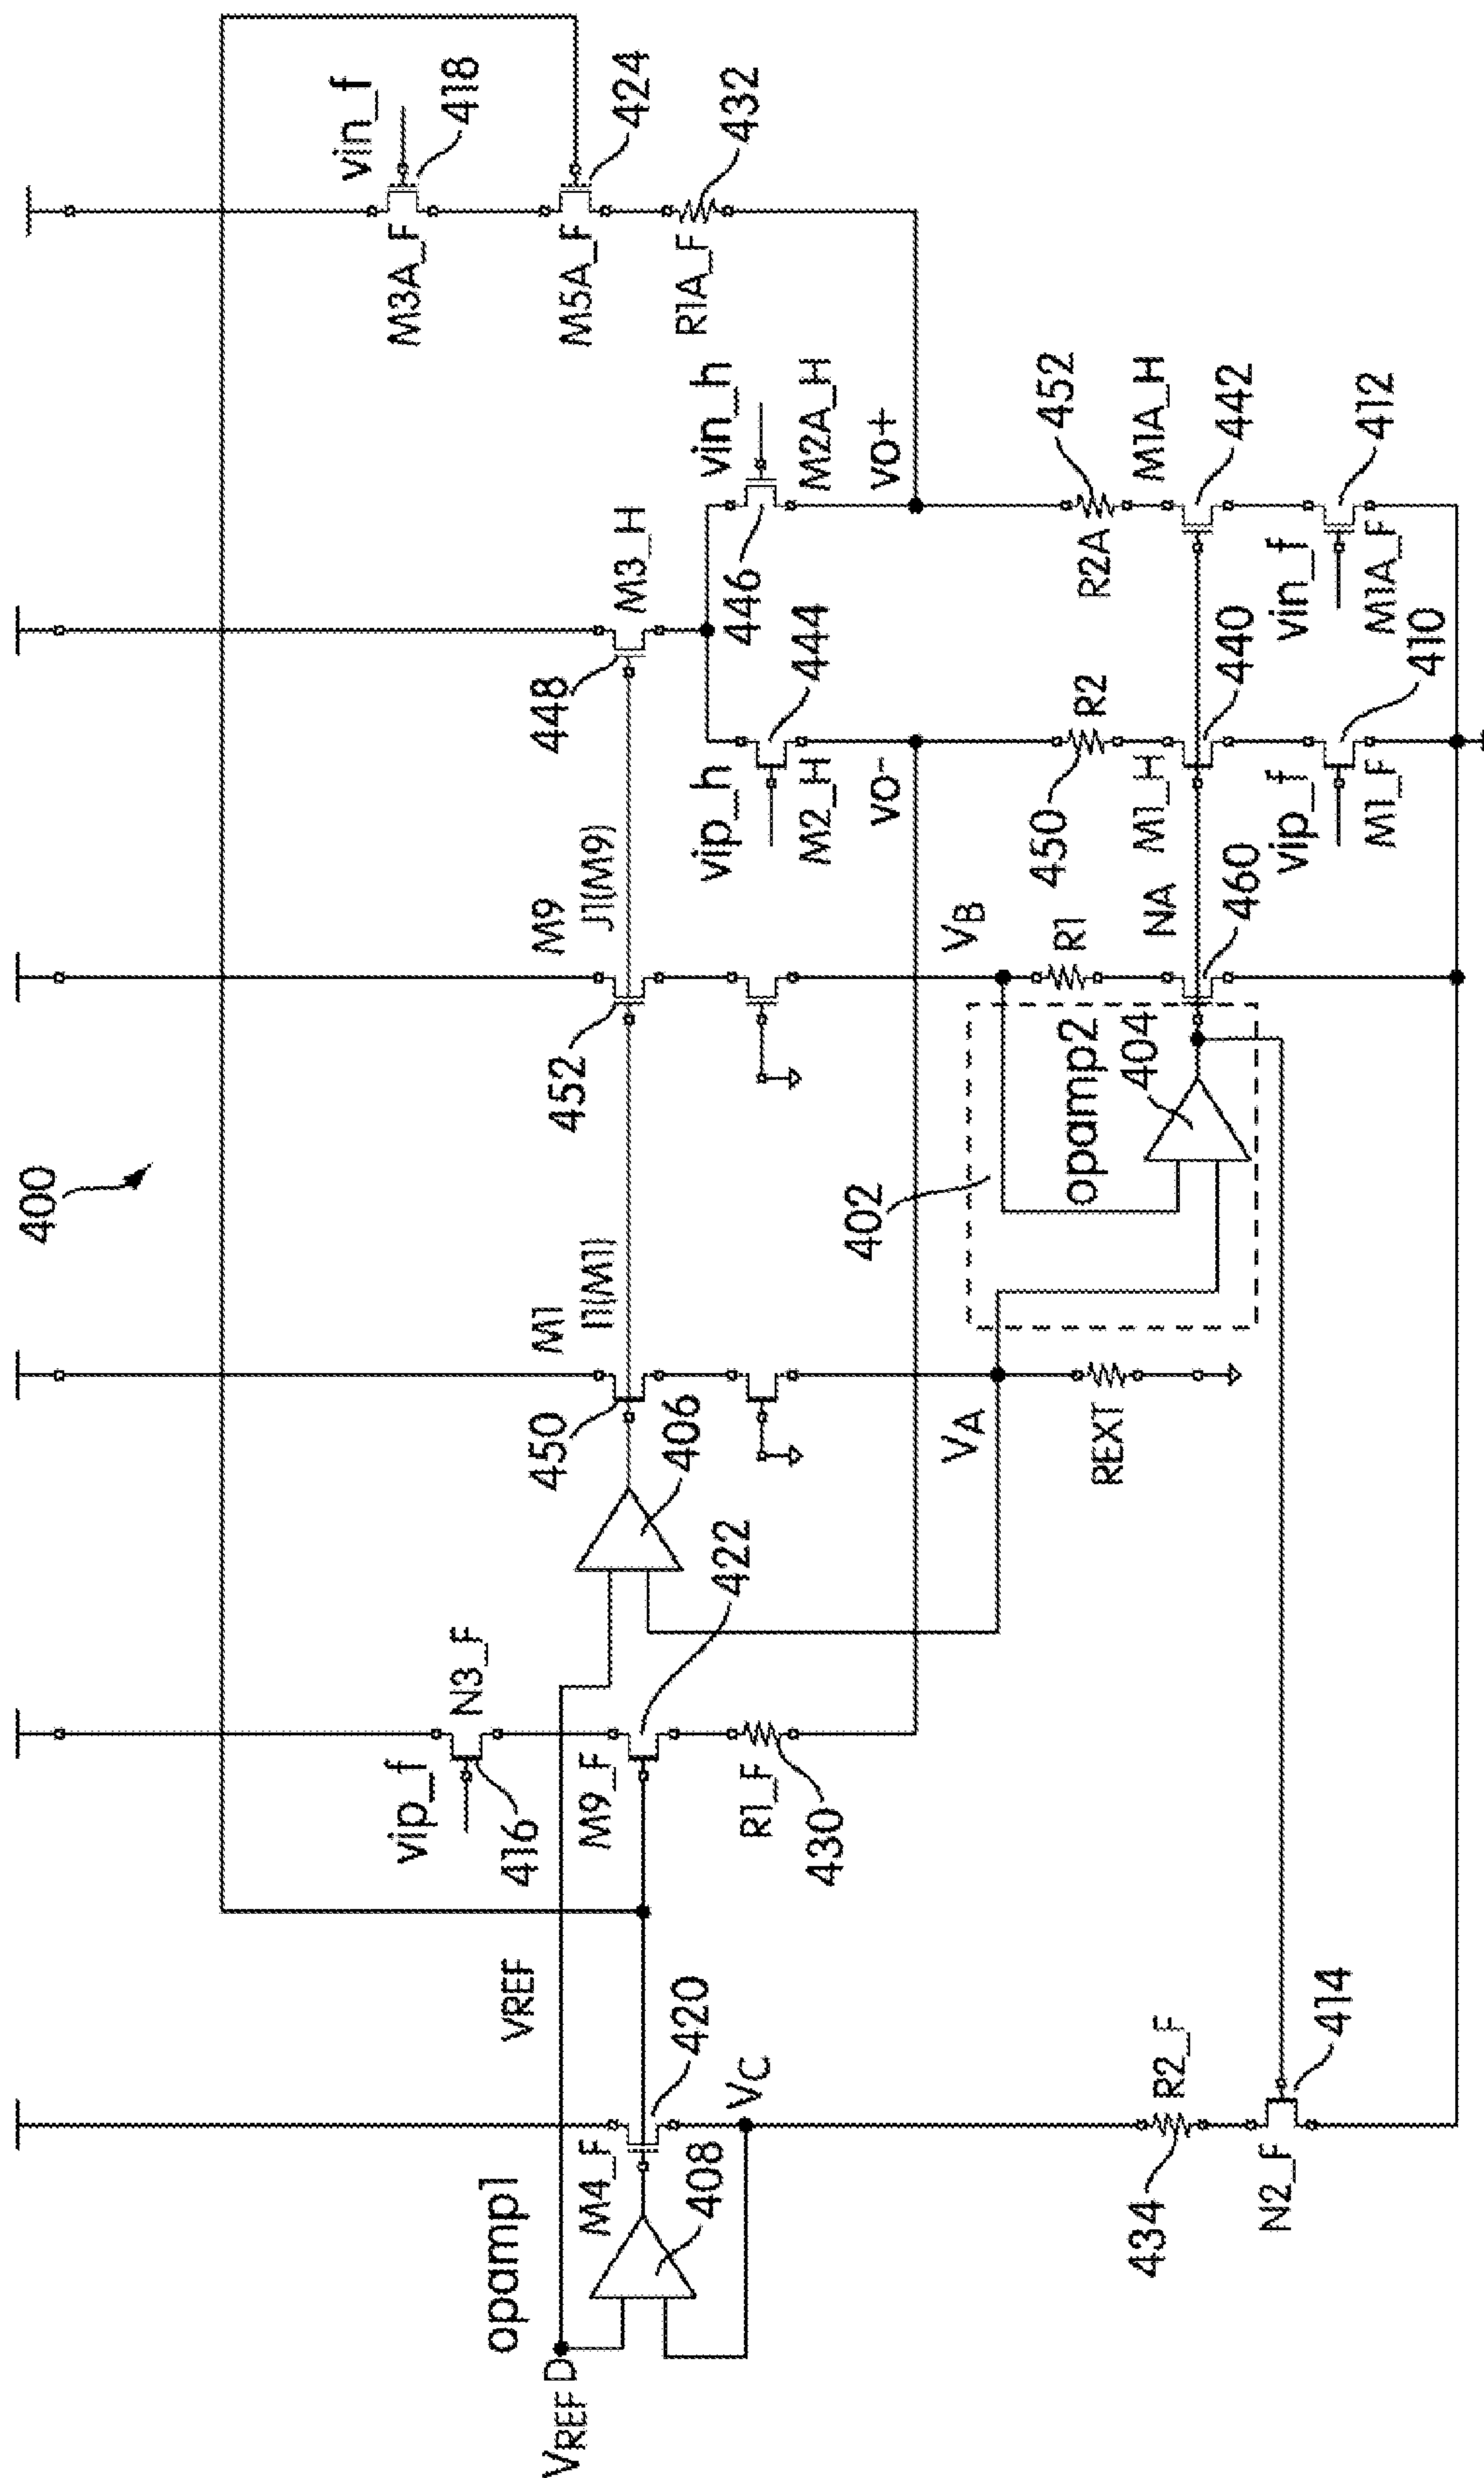 400
vin_f
418
M3A_F
424
M5A_F
432
R1A_F
M3_H
448
vin_h
446
M2A_H
vip_h
444
M2_H
vo+
vo-
M9
J1(M9)
452
M1
I1(M1)
450
406
N3_F
vip_f
416
M9_F
422
R1_F
430
VREF
opamp1
M4_F
420
408
VREF D
VC
VA
VB
402
opamp2
404
REXT
R1
NA
460
450
R2
452
R2A
M1_H
440
M1A_H
442
vip_f
M1_F
410
vin_f
M1A_F
412
434
R2_F
N2_F
414